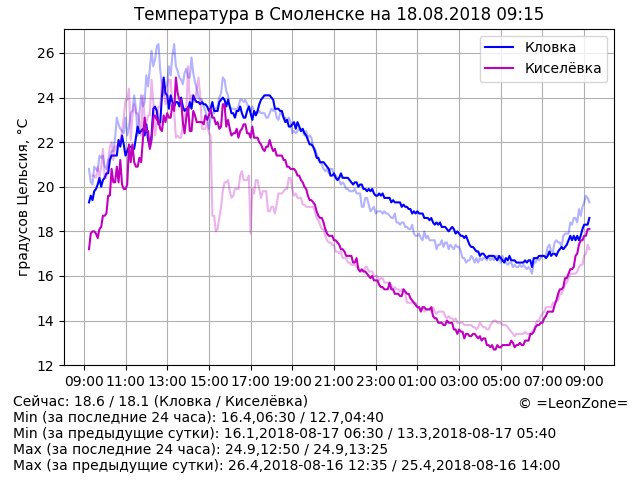 Температура в Смоленске на 18.08.2018 09:15
градусов Цельсия, °C
26
24
22
20
18
16
14
12
Кловка
Киселёвка
09:00 11:00 13:00 15:00 17:00 19:00 21:00 23:00 01:00 03:00 05:00 07:00 09:00
Сейчас: 18.6 / 18.1 (Кловка / Киселёвка)
© =LeonZone=
Min (за последние 24 часа): 16.4,06:30 / 12.7,04:40
Min (за предыдущие сутки): 16.1,2018-08-17 06:30 / 13.3,2018-08-17 05:40
Max (за последние 24 часа): 24.9,12:50 / 24.9,13:25
Max (за предыдущие сутки): 26.4,2018-08-16 12:35 / 25.4,2018-08-16 14:00